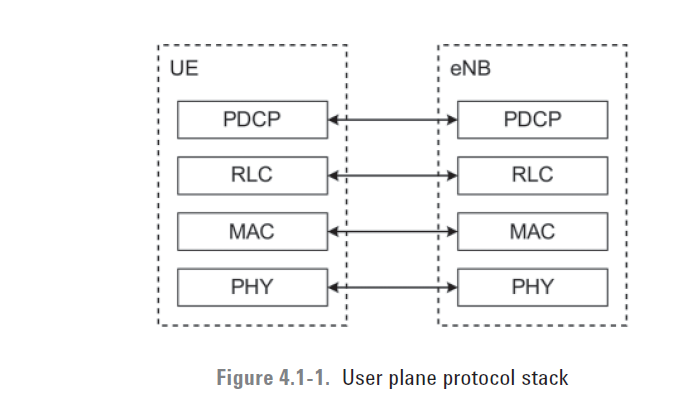 UE
eNB
PDCP
PDCP
RLC
RLC
MAC
MAC
PHY
PHY
Figure 4.1-1. User plane protocol stack